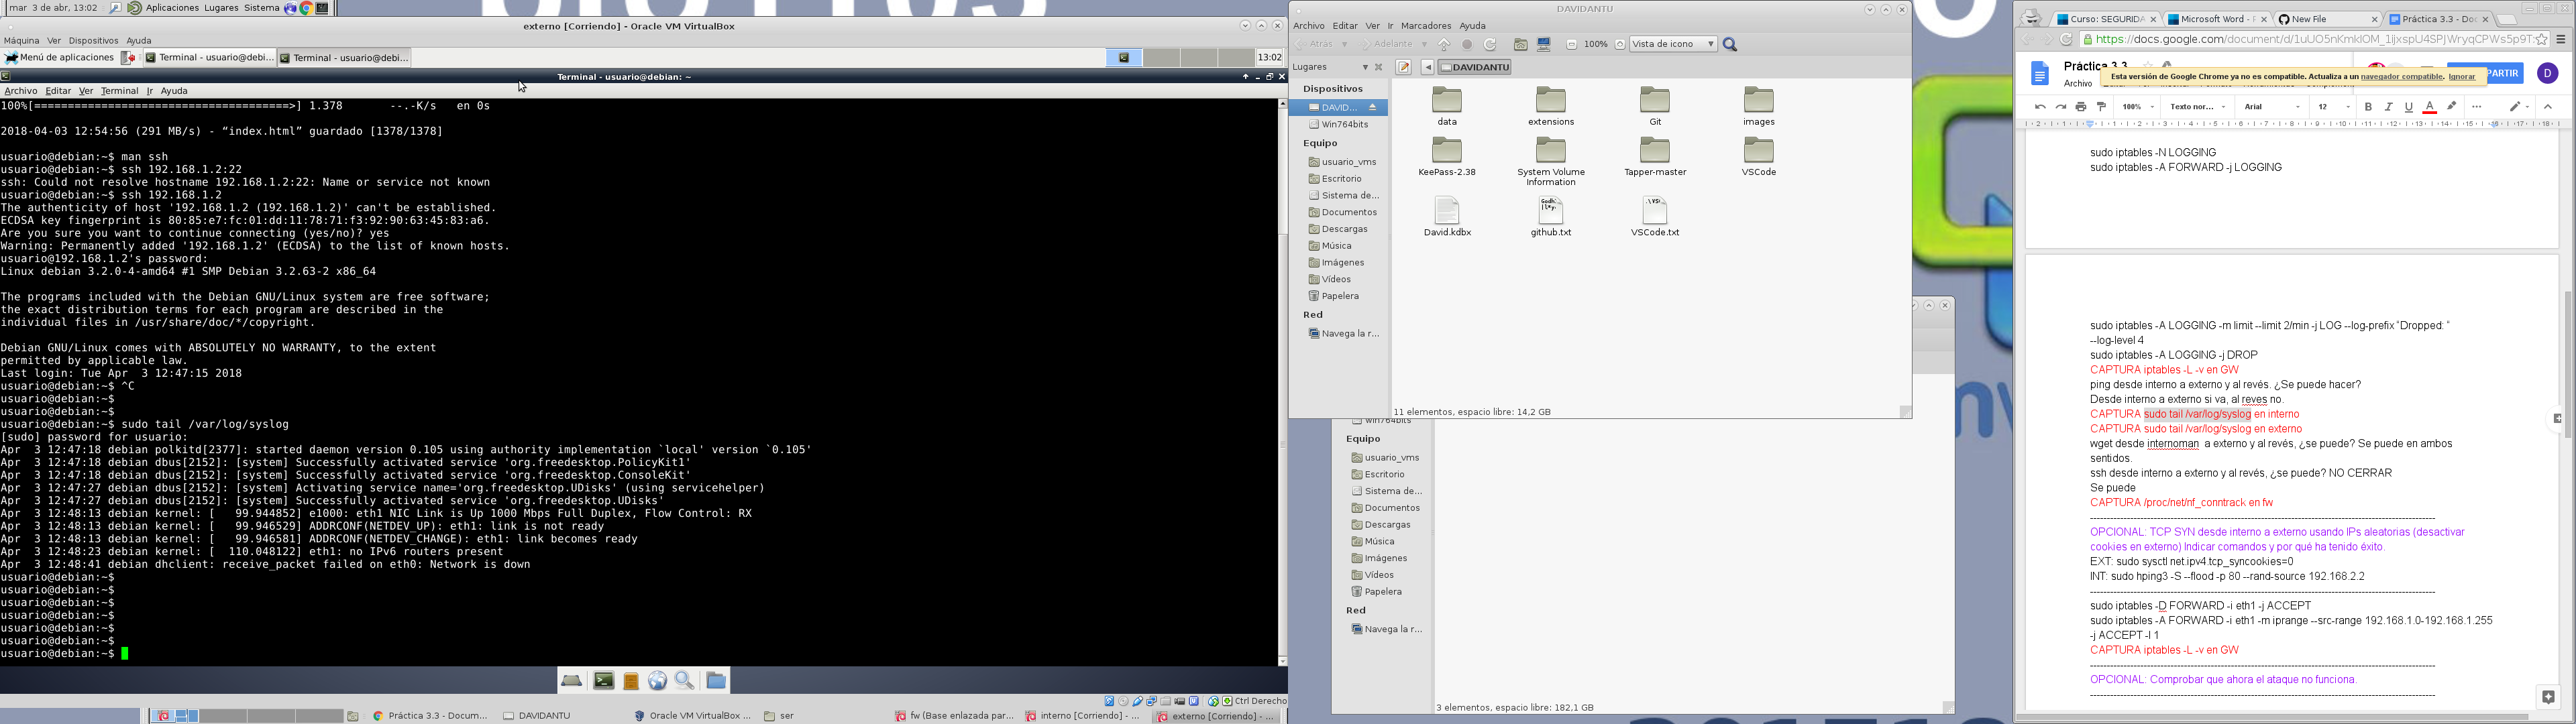 mar 3 de abr, 13:02
Aplicaciones Lugares Sistema
externo [Corriendo] - Oracle VM VirtualBox
Máquina Ver Dispositivos Ayuda
Menú de aplicaciones
Terminal - usuario@debi...
Terminal - usuario@debi...
13:02
Terminal - usuario@debian: ~
Archivo Editar Ver Terminal Ir Ayuda
100%[======================================>] 1.378 --.-K/s en 0s
2018-04-03 12:54:56 (291 MB/s) - “index.html” guardado [1378/1378]
usuario@debian:~$ man ssh
usuario@debian:~$ ssh 192.168.1.2:22
ssh: Could not resolve hostname 192.168.1.2:22: Name or service not known
usuario@debian:~$ ssh 192.168.1.2
The authenticity of host '192.168.1.2 (192.168.1.2)' can't be established.
ECDSA key fingerprint is 80:85:e7:fc:01:dd:11:78:71:f3:92:90:63:45:83:a6.
Are you sure you want to continue connecting (yes/no)? yes
Warning: Permanently added '192.168.1.2' (ECDSA) to the list of known hosts.
usuario@192.168.1.2's password:
Linux debian 3.2.0-4-amd64 #1 SMP Debian 3.2.63-2 x86_64
The programs included with the Debian GNU/Linux system are free software;
the exact distribution terms for each program are described in the
individual files in /usr/share/doc/*/copyright.
Debian GNU/Linux comes with ABSOLUTELY NO WARRANTY, to the extent
permitted by applicable law.
Last login: Tue Apr  3 12:47:15 2018
usuario@debian:~$ ^C
usuario@debian:~$
usuario@debian:~$
usuario@debian:~$ sudo tail /var/log/syslog
[sudo] password for usuario:
Apr  3 12:47:18 debian polkitd[2377]: started daemon version 0.105 using authority implementation `local' version `0.105'
Apr  3 12:47:18 debian dbus[2152]: [system] Successfully activated service 'org.freedesktop.PolicyKit1'
Apr  3 12:47:18 debian dbus[2152]: [system] Successfully activated service 'org.freedesktop.ConsoleKit'
Apr  3 12:47:27 debian dbus[2152]: [system] Activating service name='org.freedesktop.UDisks' (using servicehelper)
Apr  3 12:47:27 debian dbus[2152]: [system] Successfully activated service 'org.freedesktop.UDisks'
Apr  3 12:48:13 debian kernel: [   99.944852] e1000: eth1 NIC Link is Up 1000 Mbps Full Duplex, Flow Control: RX
Apr  3 12:48:13 debian kernel: [   99.946529] ADDRCONF(NETDEV_UP): eth1: link is not ready
Apr  3 12:48:13 debian kernel: [   99.946581] ADDRCONF(NETDEV_CHANGE): eth1: link becomes ready
Apr  3 12:48:23 debian kernel: [  110.048122] eth1: no IPv6 routers present
Apr  3 12:48:41 debian dhclient: receive_packet failed on eth0: Network is down
usuario@debian:~$
usuario@debian:~$
usuario@debian:~$
usuario@debian:~$
usuario@debian:~$
usuario@debian:~$
usuario@debian:~$
Ctrl Derecho
Práctica 3.3 - Docum...
DAVIDANTU
Oracle VM VirtualBox ...
ser
fw (Base enlazada par...
interno [Corriendo] - ...
externo [Corriendo] - ...
DAVIDANTU
Archivo Editar Ver Ir Marcadores Ayuda
Atrás
Adelante
100%
Vista de icono
Lugares
DAVIDANTU
Dispositivos
DAVID...
Win764bits
Equipo
usuario_vms
Escritorio
Sistema de...
Documentos
Descargas
Música
Imágenes
Vídeos
Papelera
Red
Navega la r...
data
extensions
Git
images
KeePass-2.38
System Volume
Information
Tapper-master
VSCode
David.kdbx
github.txt
VSCode.txt
11 elementos, espacio libre: 14,2 GB
Win764bits
Equipo
usuario_vms
Escritorio
Sistema de...
Documentos
Descargas
Música
Imágenes
Vídeos
Papelera
Red
Navega la r...
3 elementos, espacio libre: 182,1 GB
Curso: SEGURIDA
Microsoft Word - F
New File
Práctica 3.3 - Doc
https://docs.google.com/document/d/1uUO5nKmkIOM_1ljxspU4SPJWryqCPWs5p9T
Práctica 3.3
Archivo
Esta versión de Google Chrome ya no es compatible. Actualiza a un navegador compatible. Ignorar
PARTIR
D
100%
Texto nor...
Arial
12
B I U A
sudo iptables -N LOGGING
sudo iptables -A FORWARD -j LOGGING
sudo iptables -A LOGGING -m limit --limit 2/min -j LOG --log-prefix "Dropped: "
--log-level 4
sudo iptables -A LOGGING -j DROP
CAPTURA iptables -L -v en GW
ping desde interno a externo y al revés. ¿Se puede hacer?
Desde interno a externo si va, al reves no.
CAPTURA sudo tail /var/log/syslog en interno
CAPTURA sudo tail /var/log/syslog en externo
wget desde internoman  a externo y al revés, ¿se puede? Se puede en ambos
sentidos.
ssh desde interno a externo y al revés, ¿se puede? NO CERRAR
Se puede
CAPTURA /proc/net/nf_conntrack en fw
OPCIONAL: TCP SYN desde interno a externo usando IPs aleatorias (desactivar
cookies en externo) Indicar comandos y por qué ha tenido éxito.
EXT: sudo sysctl net.ipv4.tcp_syncookies=0
INT: sudo hping3 -S --flood -p 80 --rand-source 192.168.2.2
sudo iptables -D FORWARD -i eth1 -j ACCEPT
sudo iptables -A FORWARD -i eth1 -m iprange --src-range 192.168.1.0-192.168.1.255
-j ACCEPT -I 1
CAPTURA iptables -L -v en GW
OPCIONAL: Comprobar que ahora el ataque no funciona.